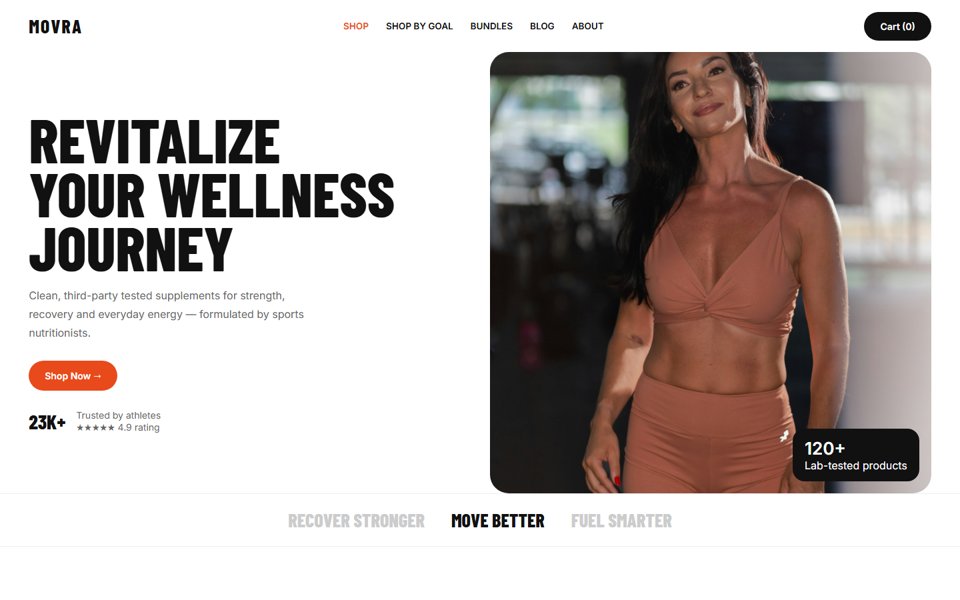 MOVRA
SHOP SHOP BY GOAL BUNDLES BLOG ABOUT
Cart (0)
REVITALIZE
YOUR WELLNESS
JOURNEY
Clean, third-party tested supplements for strength,
recovery and everyday energy — formulated by sports
nutritionists.
Shop Now →
23K+
Trusted by athletes
★★★★★ 4.9 rating
120+
Lab-tested products
RECOVER STRONGER MOVE BETTER FUEL SMARTER